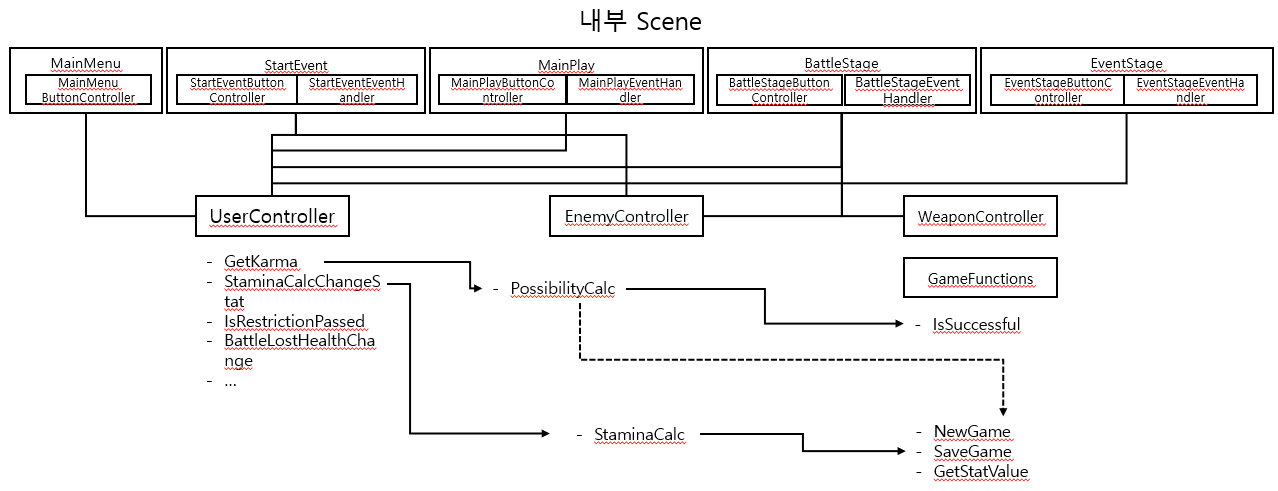 내부 Scene
MainMenu
MainMenu
ButtonController
StartEvent
StartEventButton
Controller
StartEventEventH
andler
MainPlay
MainPlayButtonCo
ntroller
MainPlayEventHan
dler
BattleStage
BattleStageButton
Controller
BattleStageEvent
Handler
EventStage
EventStageButtonC
ontroller
EventStageEventHa
ndler
UserController
EnemyController
WeaponController
GameFunctions
- GetKarma
- StaminaCalcChangeS
tat
- IsRestrictionPassed
- BattleLostHealthCha
nge
- ...
- PossibilityCalc
- IsSuccessful
- StaminaCalc
- NewGame
- SaveGame
- GetStatValue